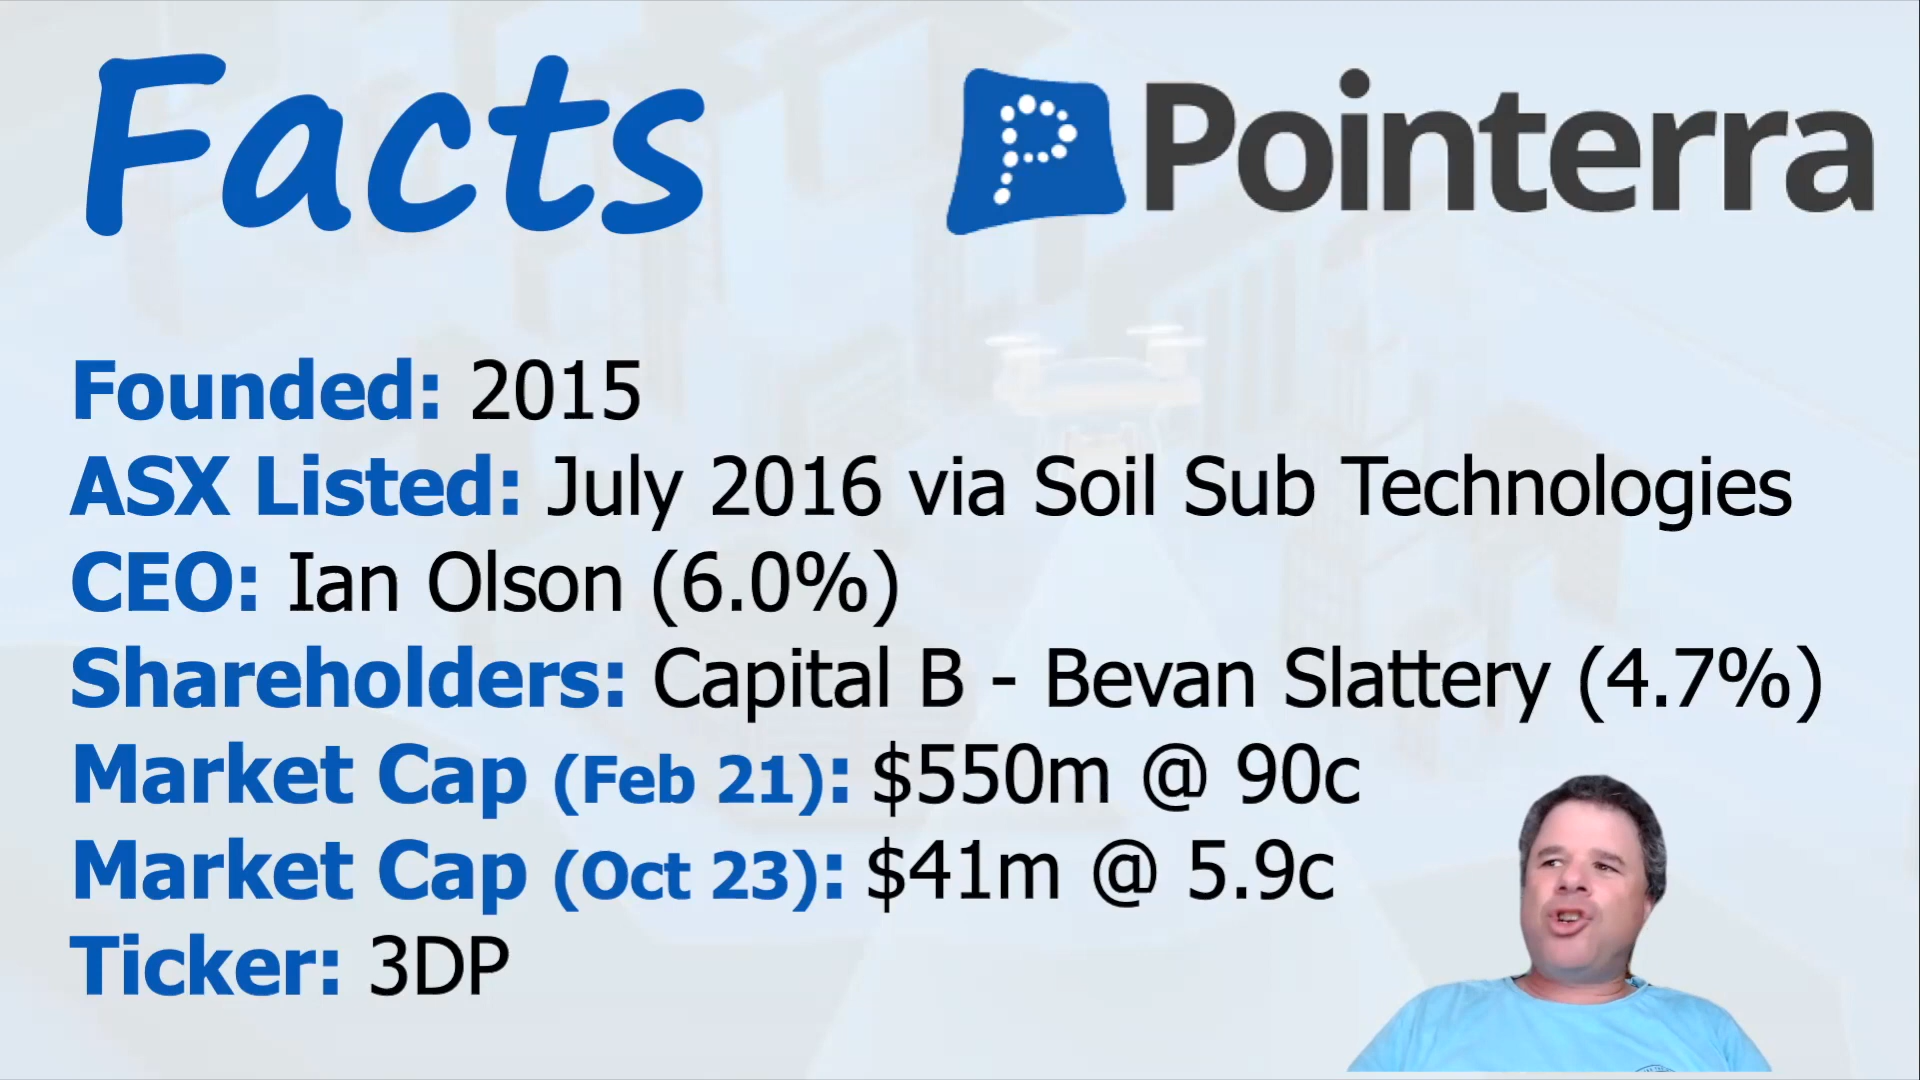 Facts
Pointerra
Founded: 2015
ASX Listed: July 2016 via Soil Sub Technologies
CEO: Ian Olson (6.0%)
Shareholders: Capital B - Bevan Slattery (4.7%)
Market Cap (Feb 21): $550m @ 90c
Market Cap (Oct 23): $41m @ 5.9c
Ticker: 3DP